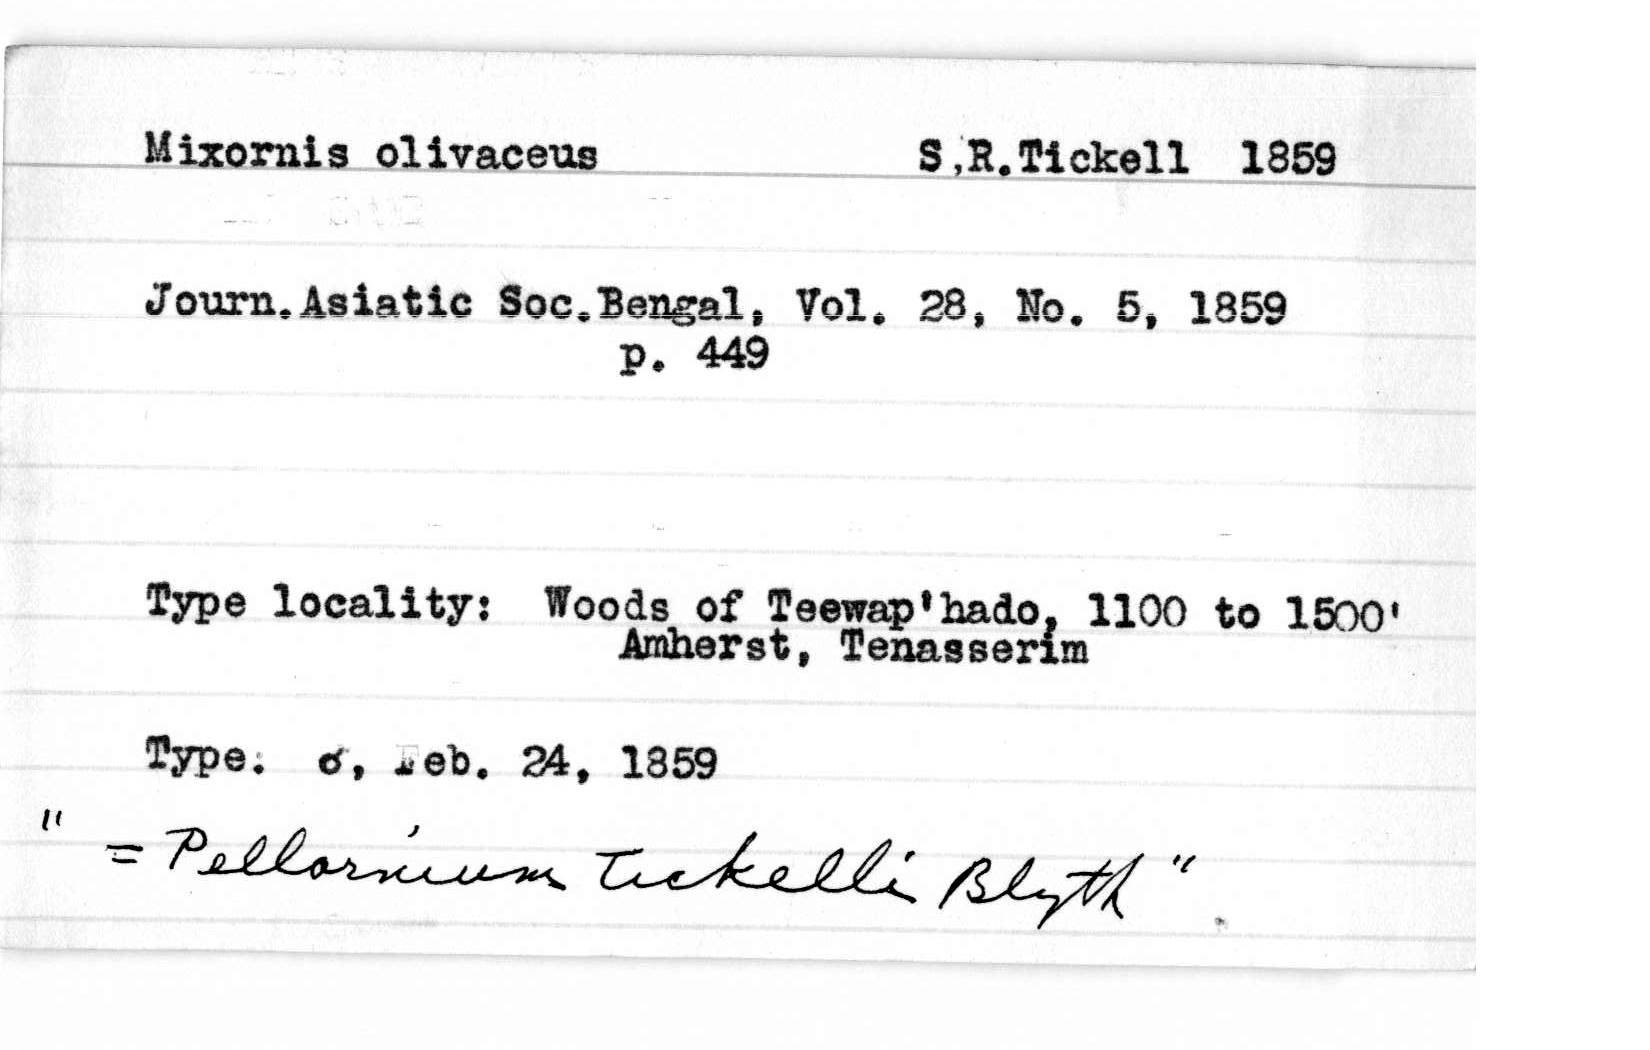 Mixornis olivaceus S.R.Tickell 1859
Journ.Asiatic Soc.Bengal, Vol. 28, No. 5, 1859
p. 449
Type locality: Woods of Teewap'hado, 1100 to 1500'
Amherst, Tenasserim
Type: ♂, Feb. 24, 1859
" = Pellornium Tickelli Blyth "